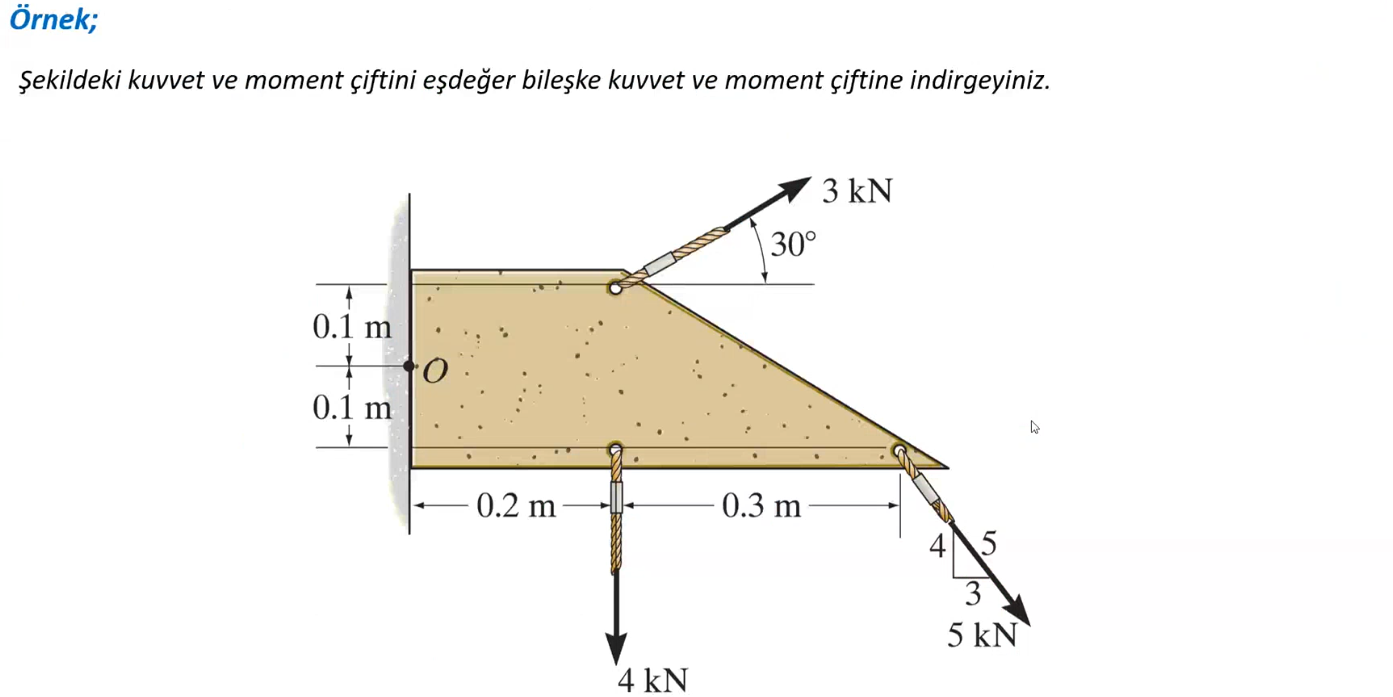 Örnek;
Şekildeki kuvvet ve moment çiftini eşdeğer bileşke kuvvet ve moment çiftine indirgeyiniz.
3 kN
30°
0.1 m
O
0.1 m
0.2 m
0.3 m
4
5
3
5 kN
4 kN